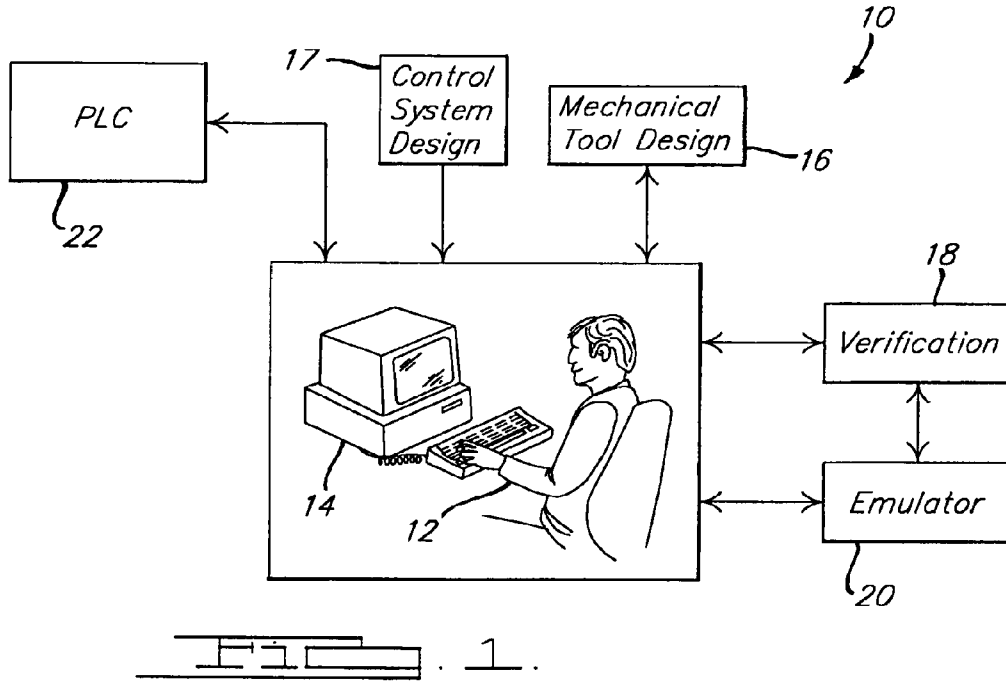 10
17
Control
System
Design
PLC
Mechanical
Tool Design
16
22
18
Verification
14
12
Emulator
20
Fig. 1.